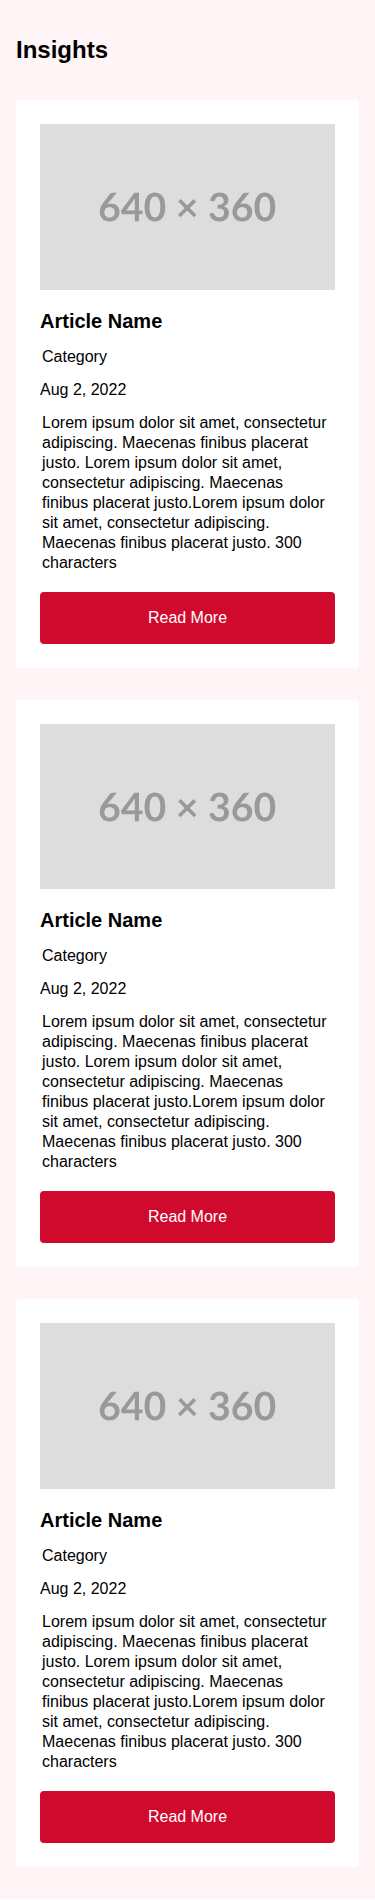 Insights
640 × 360
Article Name
Category
Aug 2, 2022
Lorem ipsum dolor sit amet, consectetur
adipiscing. Maecenas finibus placerat
justo. Lorem ipsum dolor sit amet,
consectetur adipiscing. Maecenas
finibus placerat justo.Lorem ipsum dolor
sit amet, consectetur adipiscing.
Maecenas finibus placerat justo. 300
characters
Read More
640 × 360
Article Name
Category
Aug 2, 2022
Lorem ipsum dolor sit amet, consectetur
adipiscing. Maecenas finibus placerat
justo. Lorem ipsum dolor sit amet,
consectetur adipiscing. Maecenas
finibus placerat justo.Lorem ipsum dolor
sit amet, consectetur adipiscing.
Maecenas finibus placerat justo. 300
characters
Read More
640 × 360
Article Name
Category
Aug 2, 2022
Lorem ipsum dolor sit amet, consectetur
adipiscing. Maecenas finibus placerat
justo. Lorem ipsum dolor sit amet,
consectetur adipiscing. Maecenas
finibus placerat justo.Lorem ipsum dolor
sit amet, consectetur adipiscing.
Maecenas finibus placerat justo. 300
characters
Read More